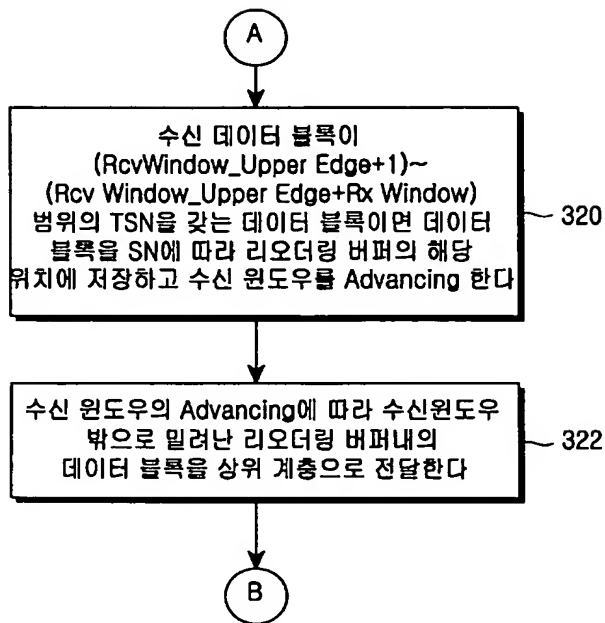 A
수신 데이터 블록이
(RcvWindow_Upper Edge+1)~
(Rcv Window_Upper Edge+Rx Window)
범위의 TSN을 갖는 데이터 블록이면 데이터
블록을 SN에 따라 리오더링 버퍼의 해당
위치에 저장하고 수신 윈도우를 Advancing 한다
320
수신 윈도우의 Advancing에 따라 수신윈도우
밖으로 밀려난 리오더링 버퍼내의
데이터 블록을 상위 계층으로 전달한다
322
B